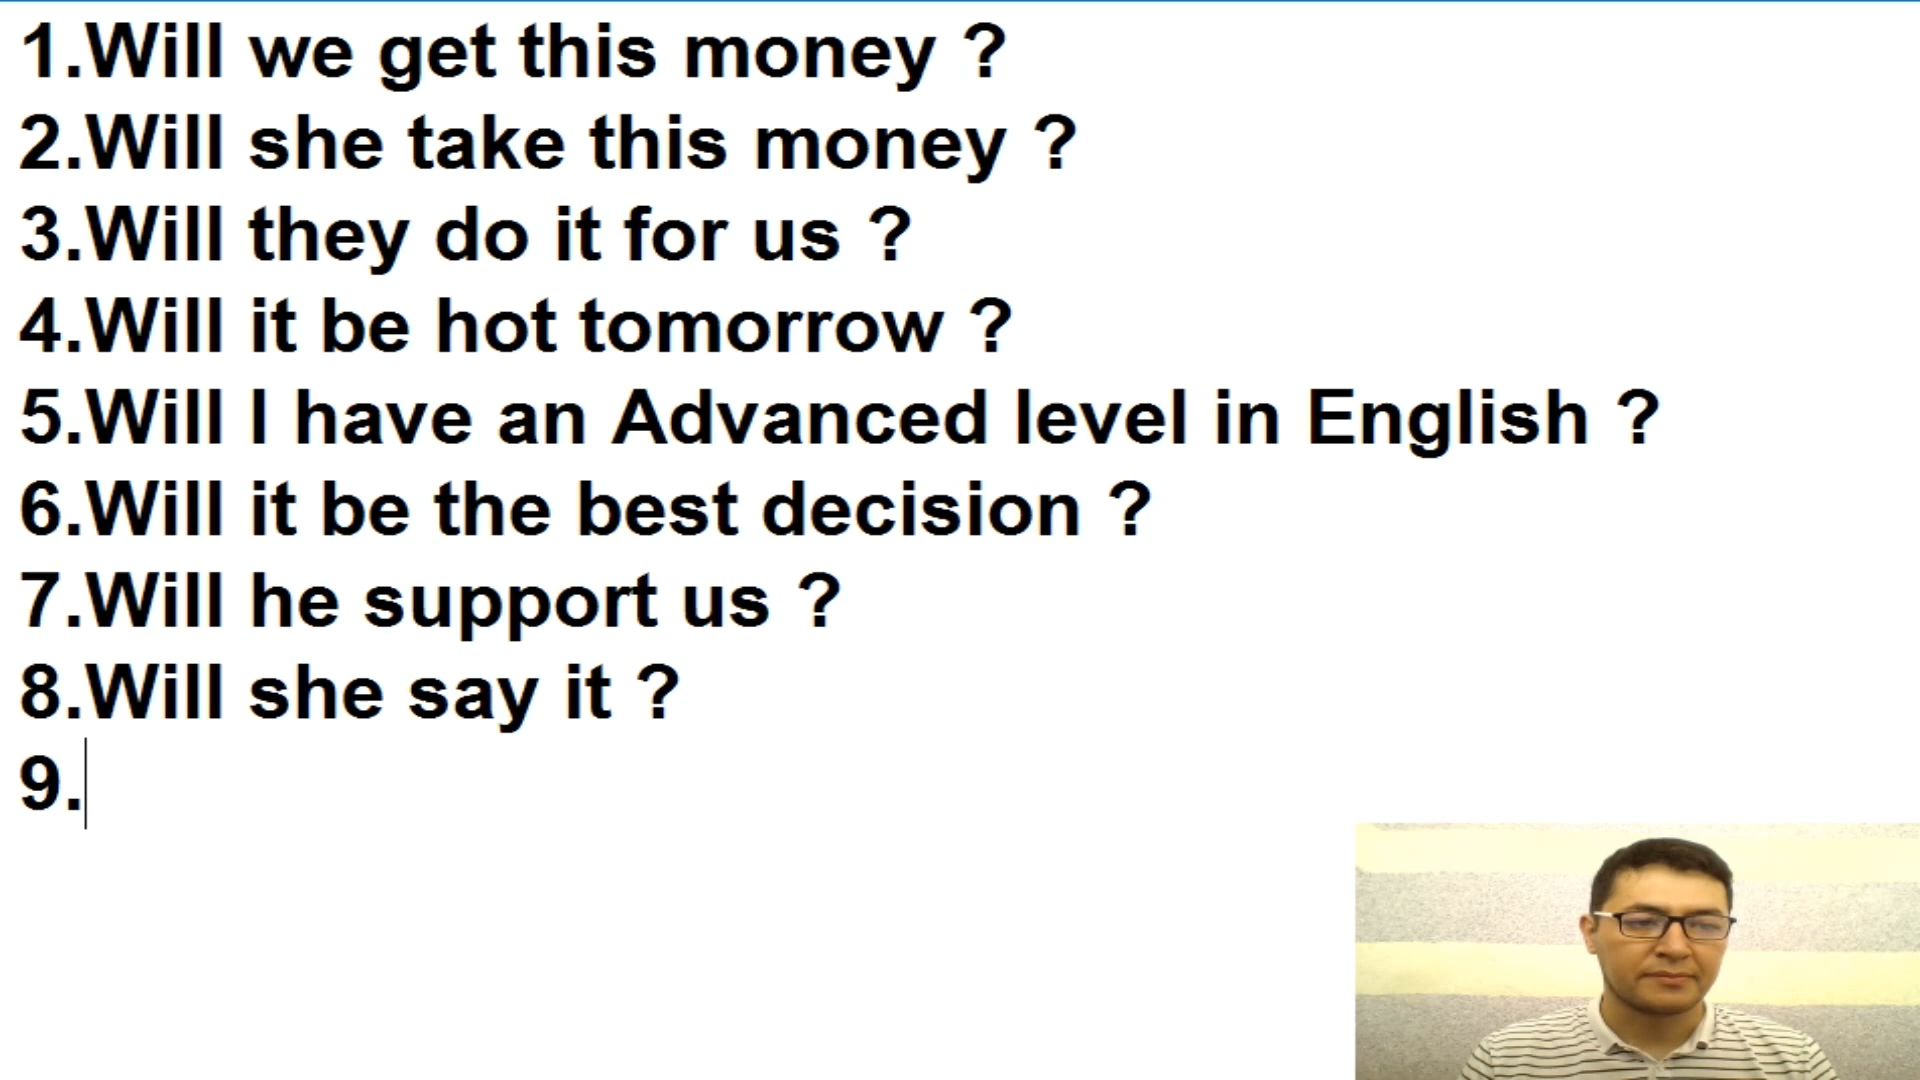 1.Will we get this money ?
2.Will she take this money ?
3.Will they do it for us ?
4.Will it be hot tomorrow ?
5.Will I have an Advanced level in English ?
6.Will it be the best decision ?
7.Will he support us ?
8.Will she say it ?
9.